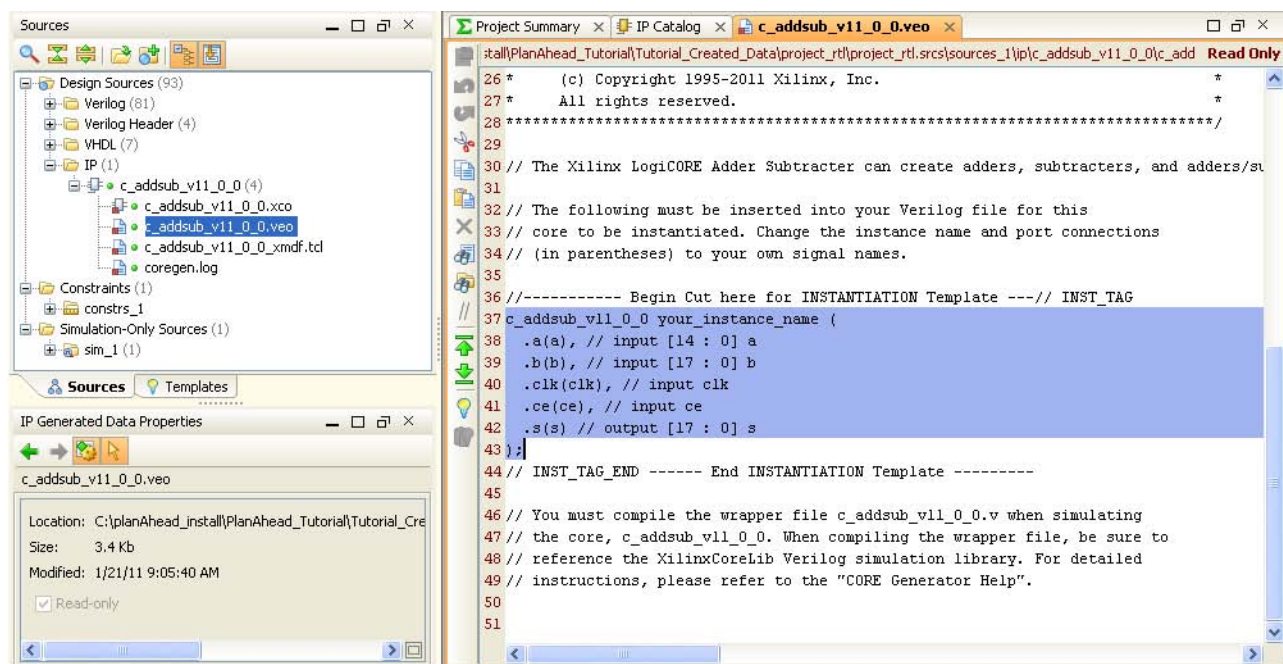 Sources
Design Sources (93)
Verilog (81)
Verilog Header (4)
VHDL (7)
IP (1)
c_addsub_v11_0_0 (4)
c_addsub_v11_0_0.xco
c_addsub_v11_0_0.veo
c_addsub_v11_0_0_xmdf.tcl
coregen.log
Constraints (1)
constrs_1
Simulation-Only Sources (1)
sim_1 (1)
Sources Templates
IP Generated Data Properties
c_addsub_v11_0_0.veo
Location: C:\planAhead_install\PlanAhead_Tutorial\Tutorial_Cre
Size: 3.4 Kb
Modified: 1/21/11 9:05:40 AM
Read-only
Σ Project Summary IP Catalog c_addsub_v11_0_0.veo
:tall\PlanAhead_Tutorial\Tutorial_Created_Data\project_rtl\project_rtl.srcs\sources_1\ip\c_addsub_v11_0_0\c_add Read Only
26 * (c) Copyright 1995-2011 Xilinx, Inc. *
27 * All rights reserved. *
28 *******************************************************************************/
29
30 // The Xilinx LogiCORE Adder Subtracter can create adders, subtracters, and adders/su
31
32 // The following must be inserted into your Verilog file for this
33 // core to be instantiated. Change the instance name and port connections
34 // (in parentheses) to your own signal names.
35
36 //----------- Begin Cut here for INSTANTIATION Template ---// INST_TAG
37 c_addsub_v11_0_0 your_instance_name (
38 .a(a), // input [14 : 0] a
39 .b(b), // input [17 : 0] b
40 .clk(clk), // input clk
41 .ce(ce), // input ce
42 .s(s) // output [17 : 0] s
43 );
44 // INST_TAG_END ------ End INSTANTIATION Template ---------
45
46 // You must compile the wrapper file c_addsub_v11_0_0.v when simulating
47 // the core, c_addsub_v11_0_0. When compiling the wrapper file, be sure to
48 // reference the XilinxCoreLib Verilog simulation library. For detailed
49 // instructions, please refer to the "CORE Generator Help".
50
51